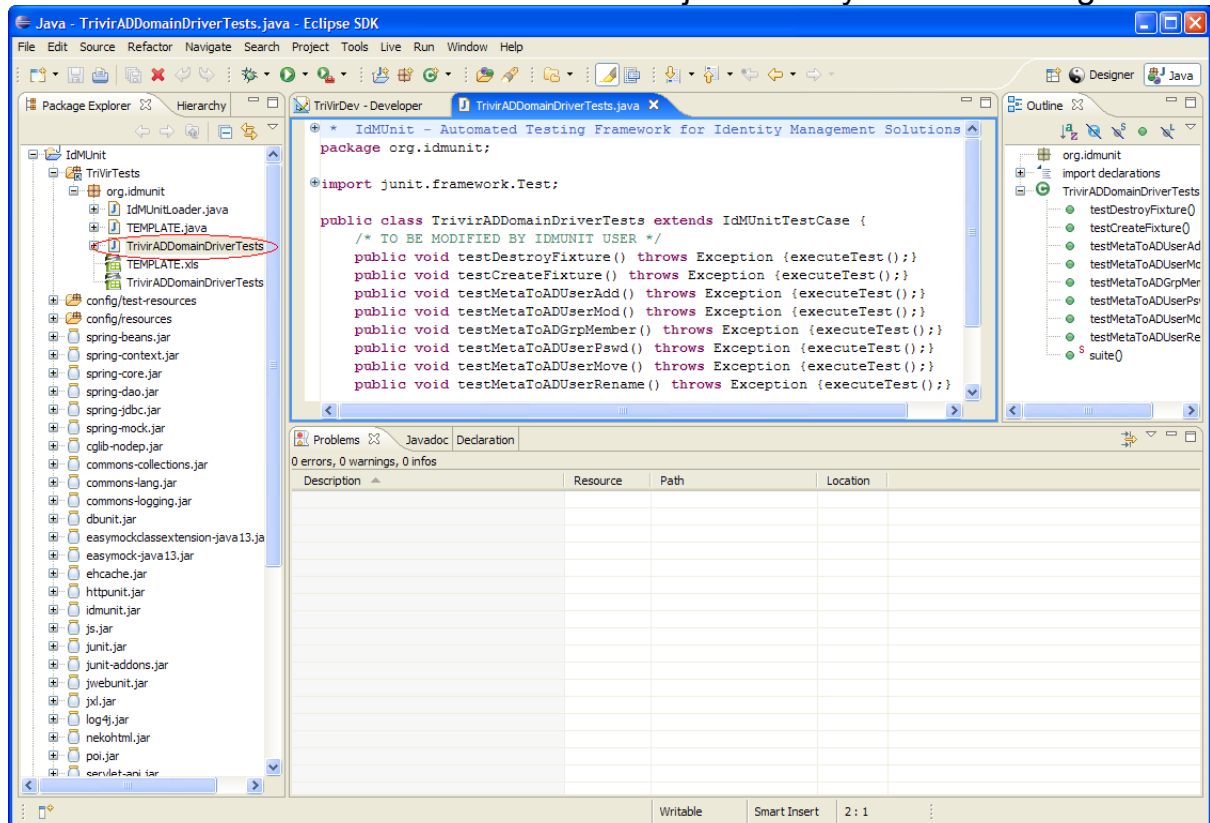 Java - TrivirADDomainDriverTests.java - Eclipse SDK
File Edit Source Refactor Navigate Search Project Tools Live Run Window Help
Designer Java
Package Explorer Hierarchy
IdMUnit
TriVirTests
org.idmunit
IdMUnitLoader.java
TEMPLATE.java
TrivirADDomainDriverTests
TEMPLATE.xls
TrivirADDomainDriverTests
config/test-resources
config/resources
spring-beans.jar
spring-context.jar
spring-core.jar
spring-dao.jar
spring-jdbc.jar
spring-mock.jar
cglib-nodep.jar
commons-collections.jar
commons-lang.jar
commons-logging.jar
dbunit.jar
easymockclassextension-java13.ja
easymock-java13.jar
ehcache.jar
httpunit.jar
idmunit.jar
js.jar
junit.jar
junit-addons.jar
jwebunit.jar
jxl.jar
log4j.jar
nekohtml.jar
poi.jar
servlet-api.jar
TriVirDev - Developer TrivirADDomainDriverTests.java
* IdMUnit - Automated Testing Framework for Identity Management Solutions
package org.idmunit;
import junit.framework.Test;
public class TrivirADDomainDriverTests extends IdMUnitTestCase {
/* TO BE MODIFIED BY IDMUNIT USER */
public void testDestroyFixture() throws Exception {executeTest();}
public void testCreateFixture() throws Exception {executeTest();}
public void testMetaToADUserAdd() throws Exception {executeTest();}
public void testMetaToADUserMod() throws Exception {executeTest();}
public void testMetaToADGrpMember() throws Exception {executeTest();}
public void testMetaToADUserPswd() throws Exception {executeTest();}
public void testMetaToADUserMove() throws Exception {executeTest();}
public void testMetaToADUserRename() throws Exception {executeTest();}
Outline
org.idmunit
import declarations
TrivirADDomainDriverTests
testDestroyFixture()
testCreateFixture()
testMetaToADUserAd
testMetaToADUserMo
testMetaToADGrpMer
testMetaToADUserPs
testMetaToADUserMo
testMetaToADUserRe
suite()
Problems Javadoc Declaration
0 errors, 0 warnings, 0 infos
Description Resource Path Location
Writable Smart Insert 2 : 1